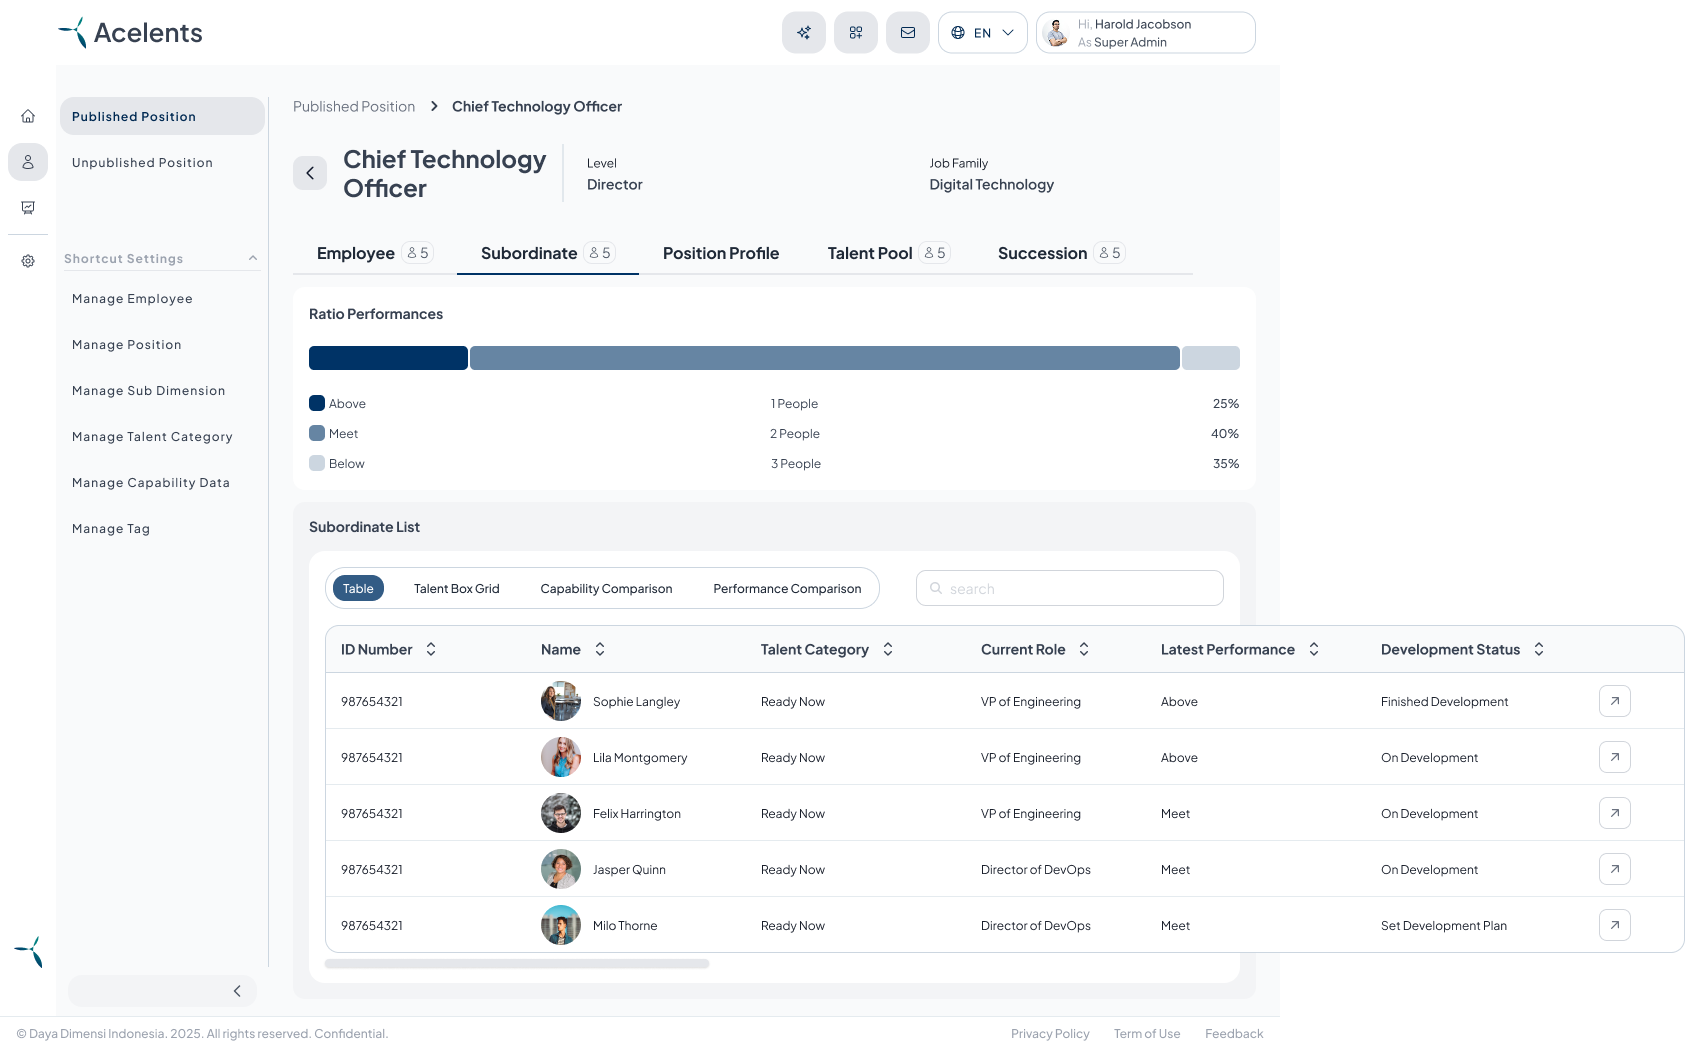 Acelents
EN
Hi, Harold Jacobson
As Super Admin
Published Position
Unpublished Position
Shortcut Settings
Manage Employee
Manage Position
Manage Sub Dimension
Manage Talent Category
Manage Capability Data
Manage Tag
Published Position > Chief Technology Officer
Chief Technology
Officer
Level
Director
Job Family
Digital Technology
Employee 5 Subordinate 5 Position Profile Talent Pool 5 Succession 5
Ratio Performances
Above 1 People 25%
Meet 2 People 40%
Below 3 People 35%
Subordinate List
Table Talent Box Grid Capability Comparison Performance Comparison search
ID Number Name Talent Category Current Role Latest Performance Development Status
987654321 Sophie Langley Ready Now VP of Engineering Above Finished Development
987654321 Lila Montgomery Ready Now VP of Engineering Above On Development
987654321 Felix Harrington Ready Now VP of Engineering Meet On Development
987654321 Jasper Quinn Ready Now Director of DevOps Meet On Development
987654321 Milo Thorne Ready Now Director of DevOps Meet Set Development Plan
© Daya Dimensi Indonesia. 2025. All rights reserved. Confidential. Privacy Policy Term of Use Feedback